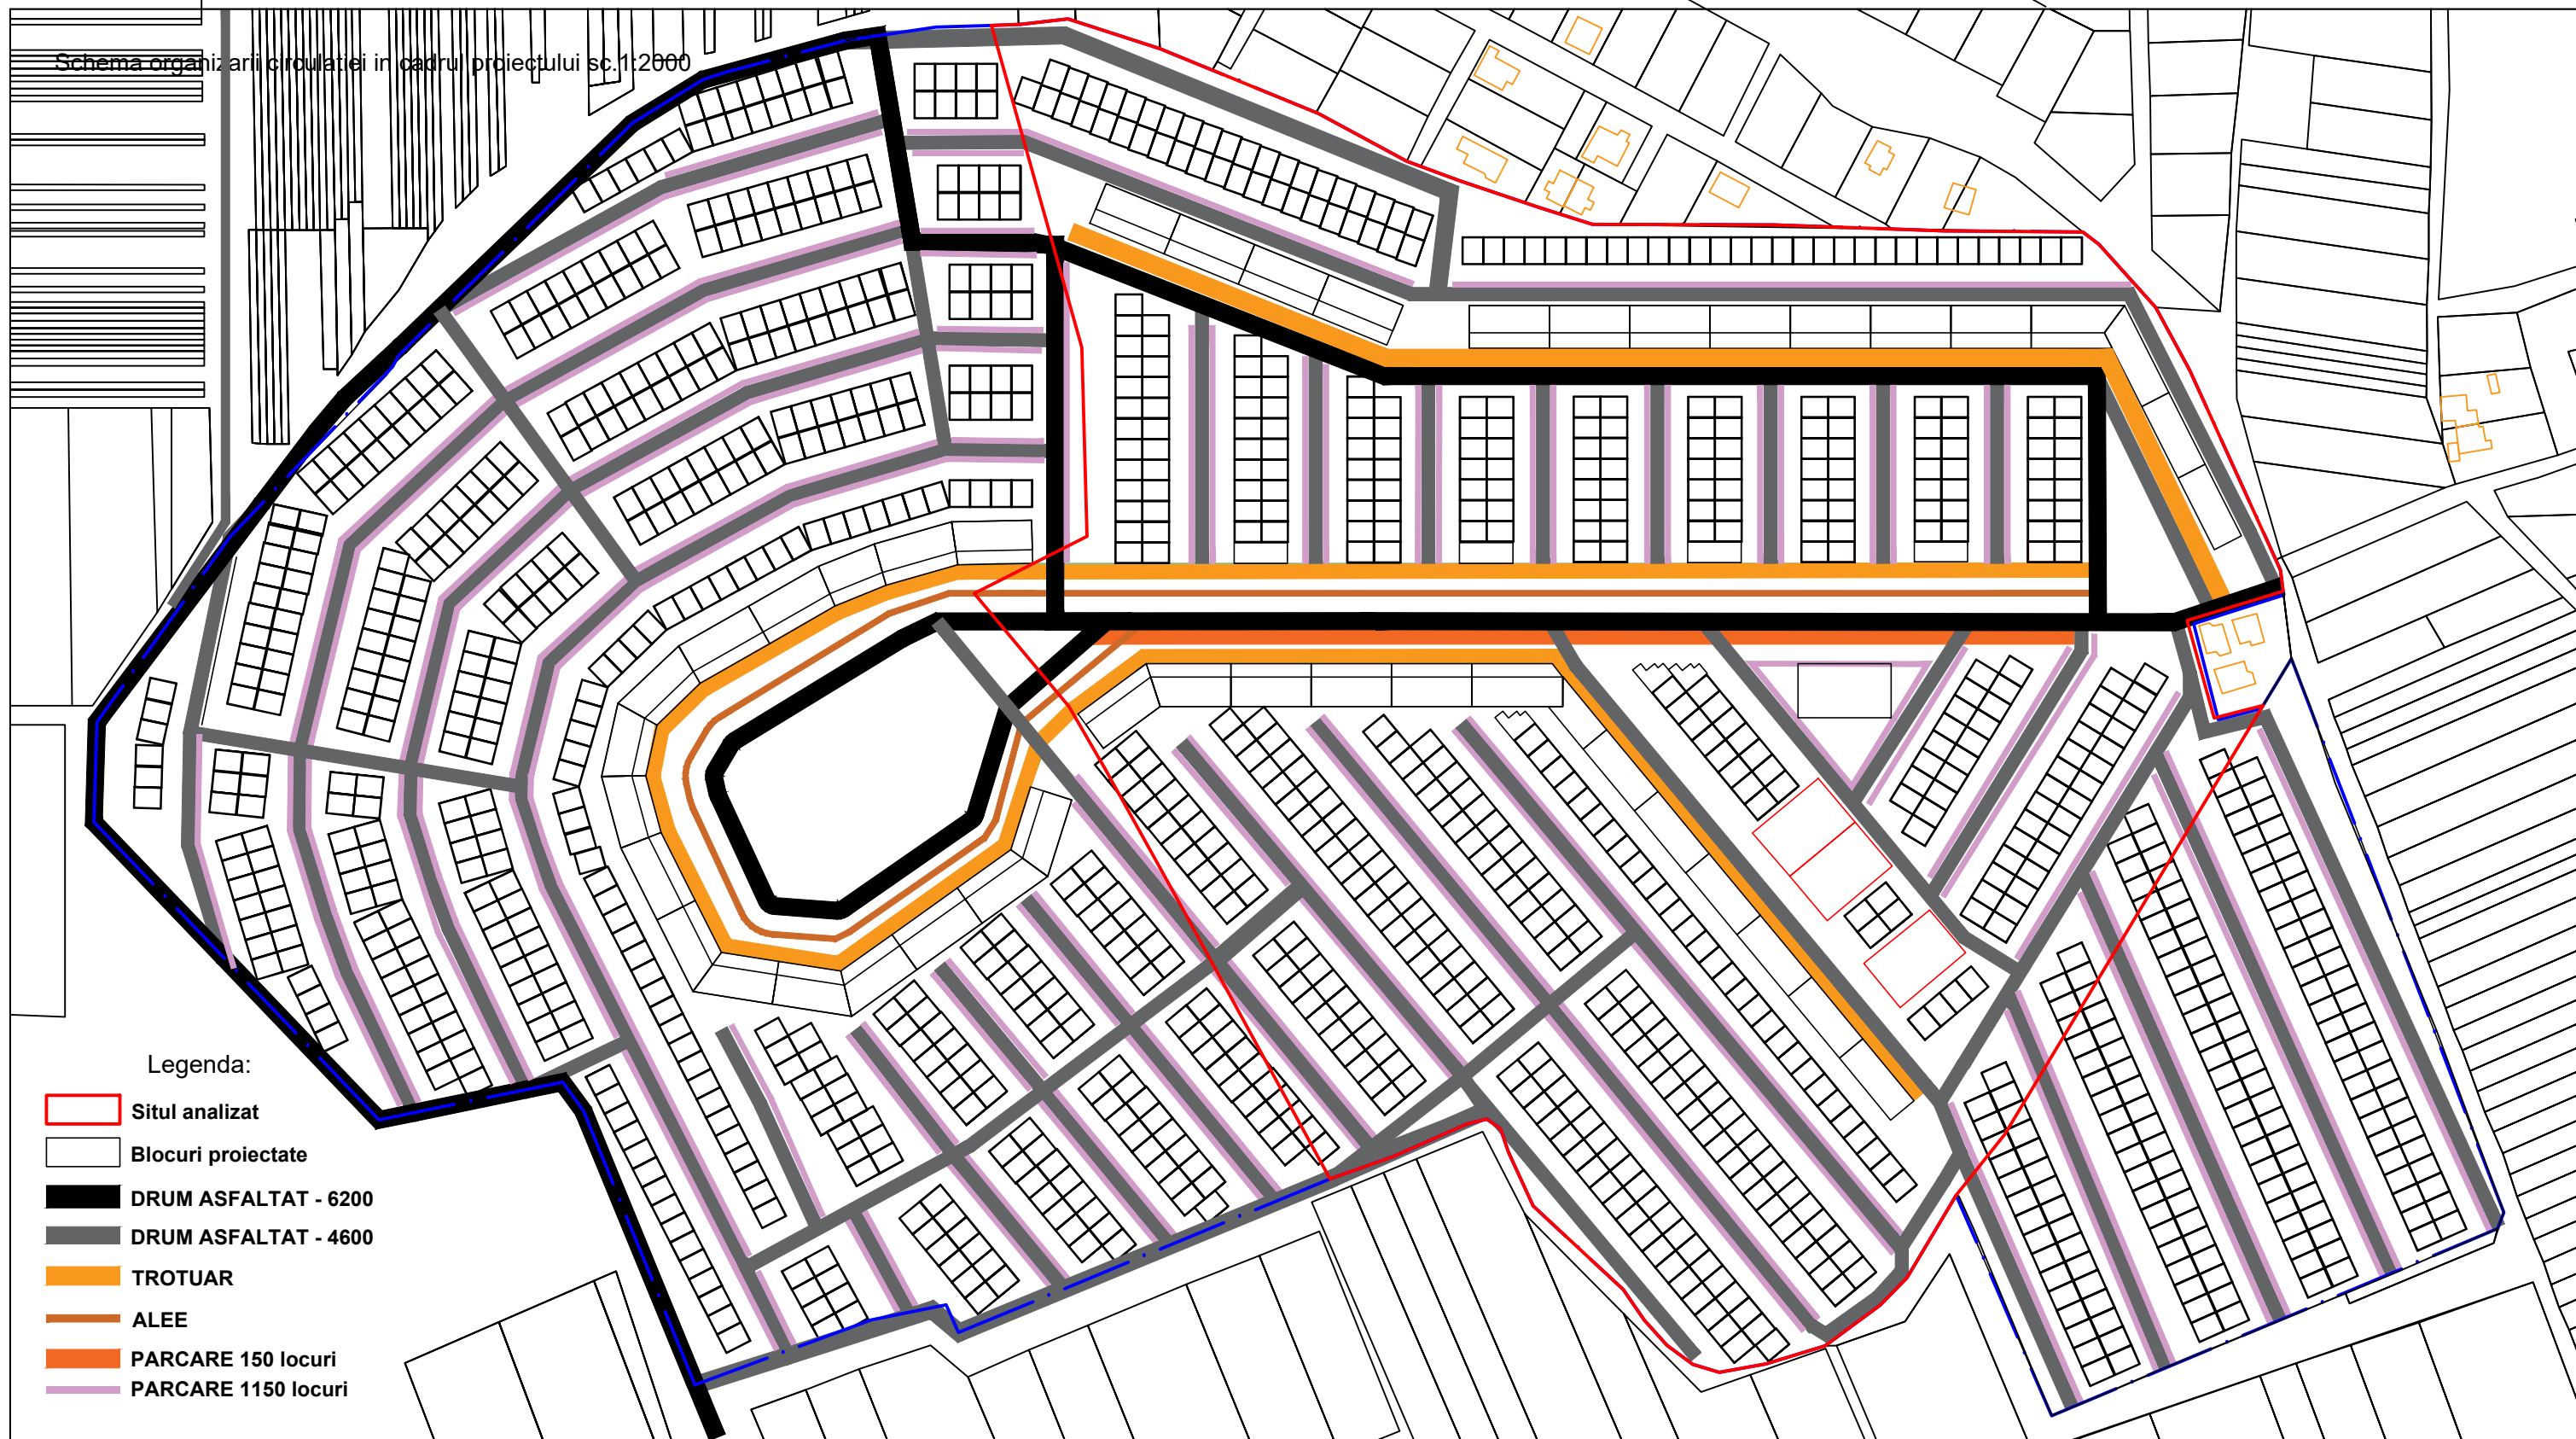 Schema organizarii circulatiei in cadrul proiectului sc.1:2000
Legenda:
Situl analizat
Blocuri proiectate
DRUM ASFALTAT - 6200
DRUM ASFALTAT - 4600
TROTUAR
ALEE
PARCARE 150 locuri
PARCARE 1150 locuri